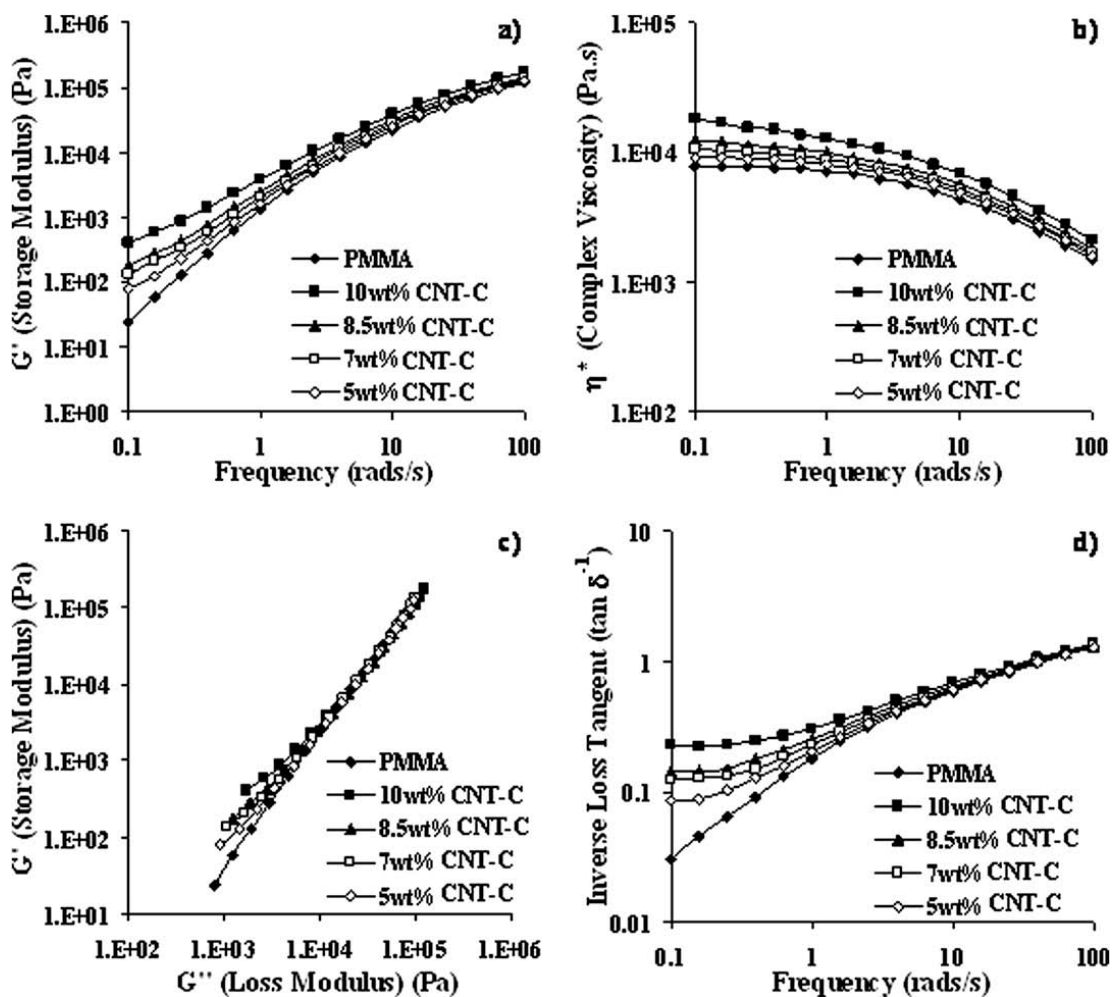 a)
G' (Storage Modulus) (Pa)
1.E+06
1.E+05
1.E+04
1.E+03
1.E+02
1.E+01
1.E+00
PMMA
10wt% CNT-C
8.5wt% CNT-C
7wt% CNT-C
5wt% CNT-C
0.1 1 10 100
Frequency (rads/s)
b)
η* (Complex Viscosity) (Pa.s)
1.E+05
1.E+04
1.E+03
1.E+02
PMMA
10wt% CNT-C
8.5wt% CNT-C
7wt% CNT-C
5wt% CNT-C
0.1 1 10 100
Frequency (rads/s)
c)
G' (Storage Modulus) (Pa)
1.E+06
1.E+05
1.E+04
1.E+03
1.E+02
1.E+01
PMMA
10wt% CNT-C
8.5wt% CNT-C
7wt% CNT-C
5wt% CNT-C
1.E+02 1.E+03 1.E+04 1.E+05 1.E+06
G'' (Loss Modulus) (Pa)
d)
Inverse Loss Tangent (tan δ⁻¹)
10
1
0.1
0.01
PMMA
10wt% CNT-C
8.5wt% CNT-C
7wt% CNT-C
5wt% CNT-C
0.1 1 10 100
Frequency (rads/s)